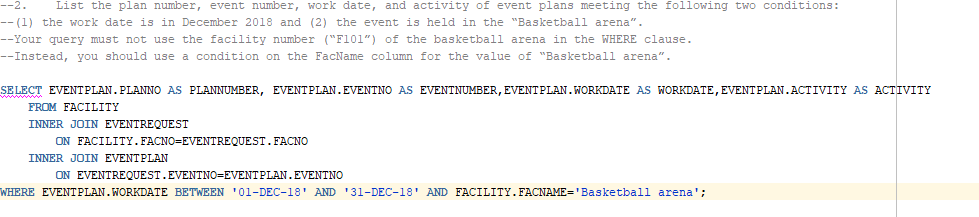 --2.    List the plan number, event number, work date, and activity of event plans meeting the following two conditions:
--(1) the work date is in December 2018 and (2) the event is held in the “Basketball arena”.
--Your query must not use the facility number (“F101”) of the basketball arena in the WHERE clause.
--Instead, you should use a condition on the FacName column for the value of “Basketball arena”.
SELECT EVENTPLAN.PLANNO AS PLANNUMBER, EVENTPLAN.EVENTNO AS EVENTNUMBER,EVENTPLAN.WORKDATE AS WORKDATE,EVENTPLAN.ACTIVITY AS ACTIVITY
    FROM FACILITY
    INNER JOIN EVENTREQUEST
        ON FACILITY.FACNO=EVENTREQUEST.FACNO
    INNER JOIN EVENTPLAN
        ON EVENTREQUEST.EVENTNO=EVENTPLAN.EVENTNO
WHERE EVENTPLAN.WORKDATE BETWEEN '01-DEC-18' AND '31-DEC-18' AND FACILITY.FACNAME='Basketball arena';